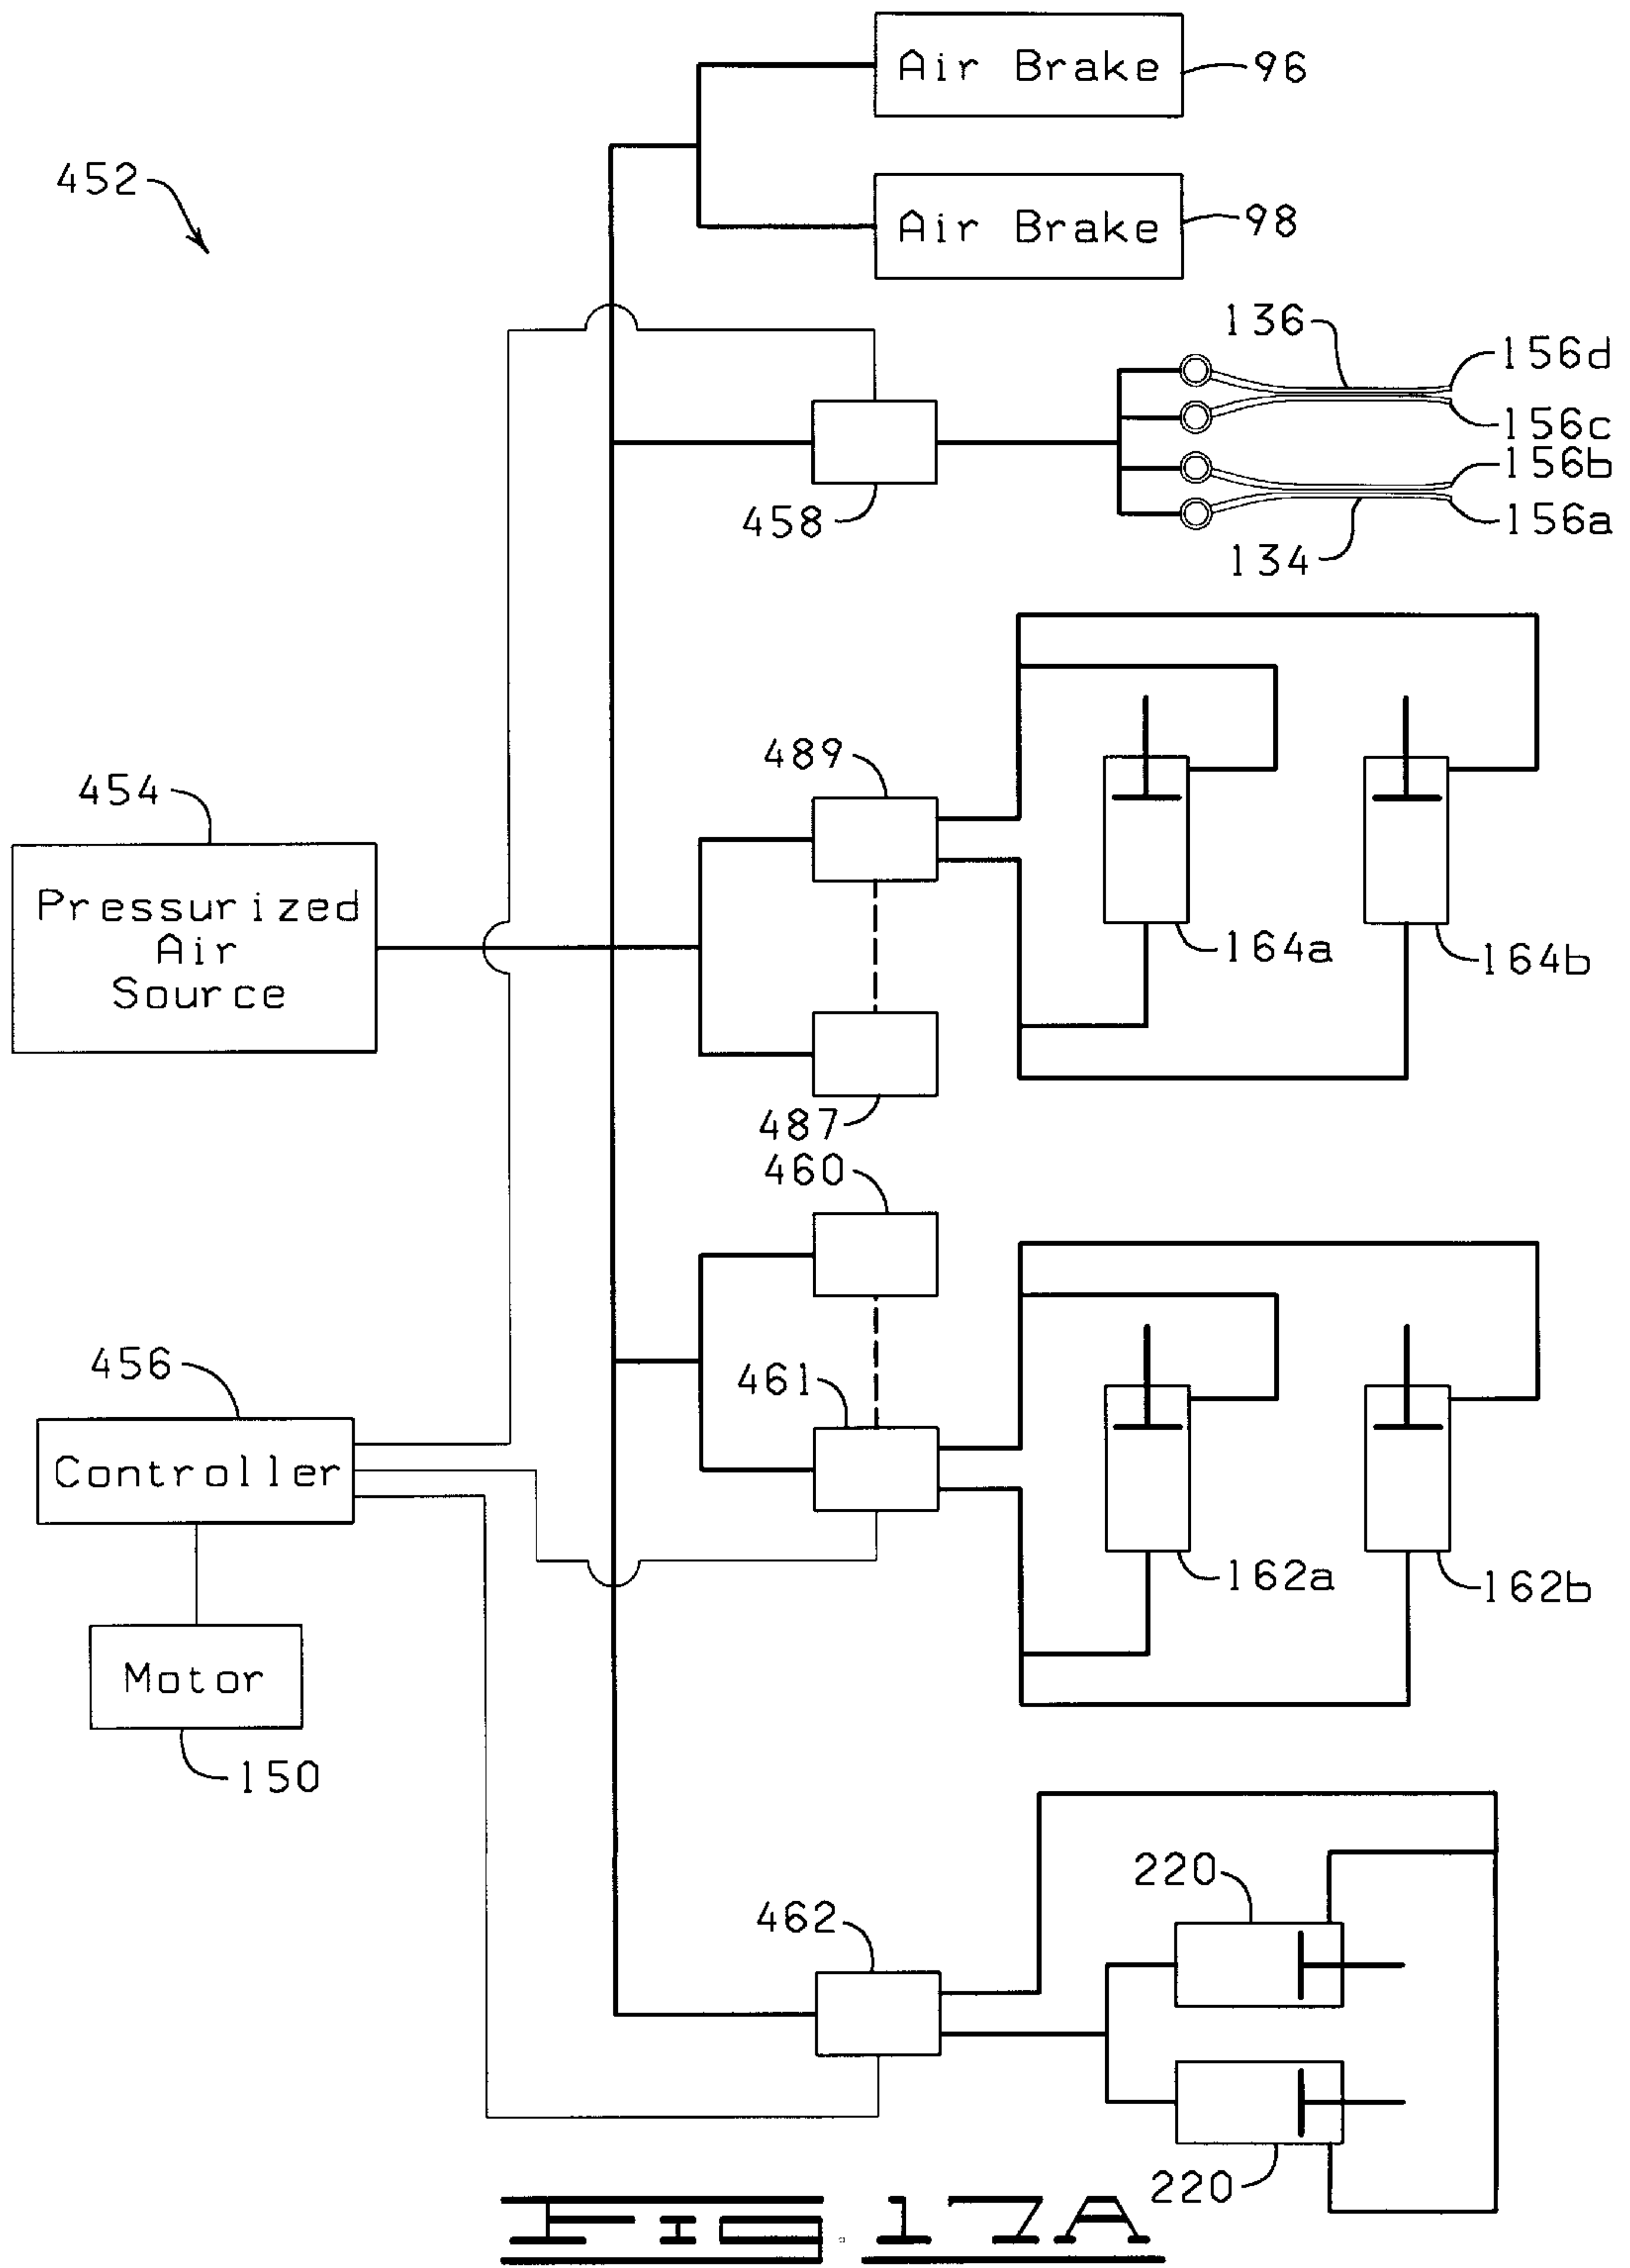 Air Brake
96
452
Air Brake
98
136
156d
156c
156b
458
156a
134
489
454
Pressurized
Air
Source
164a
164b
487
460
456
461
Controller
162a
162b
Motor
150
220
462
220
FIG. 17A